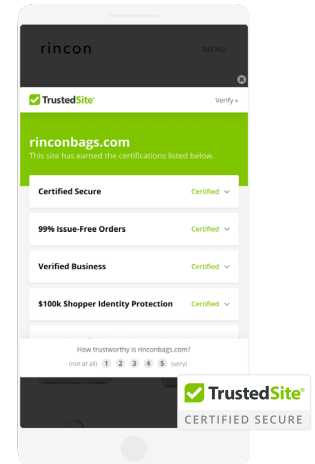 rincon MENU
TrustedSite® Verify »
rinconbags.com
This site has earned the certifications listed below.
Certified Secure Certified
99% Issue-Free Orders Certified
Verified Business Certified
$100k Shopper Identity Protection Certified
How trustworthy is rinconbags.com?
(not at all) 1 2 3 4 5 (very)
TrustedSite®
CERTIFIED SECURE